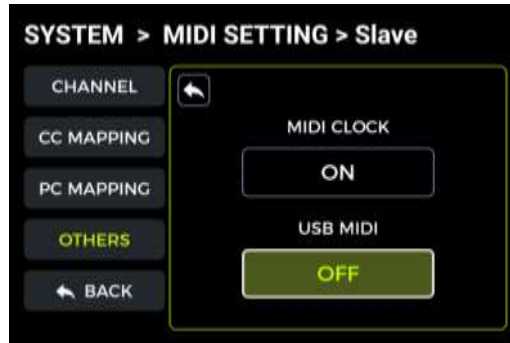 SYSTEM > MIDI SETTING > Slave
CHANNEL
CC MAPPING
PC MAPPING
OTHERS
BACK
MIDI CLOCK
ON
USB MIDI
OFF